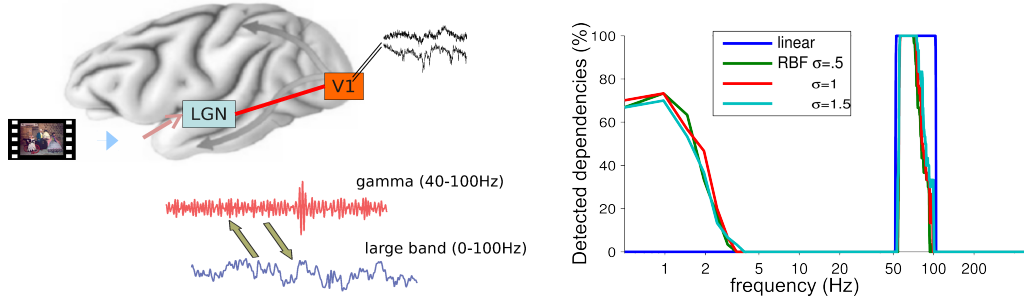 V1
LGN
gamma (40-100Hz)
large band (0-100Hz)
Detected dependencies (%)
100
80
60
40
20
0
linear
RBF σ=.5
σ=1
σ=1.5
1 2 5 10 20 50 100 200
frequency (Hz)